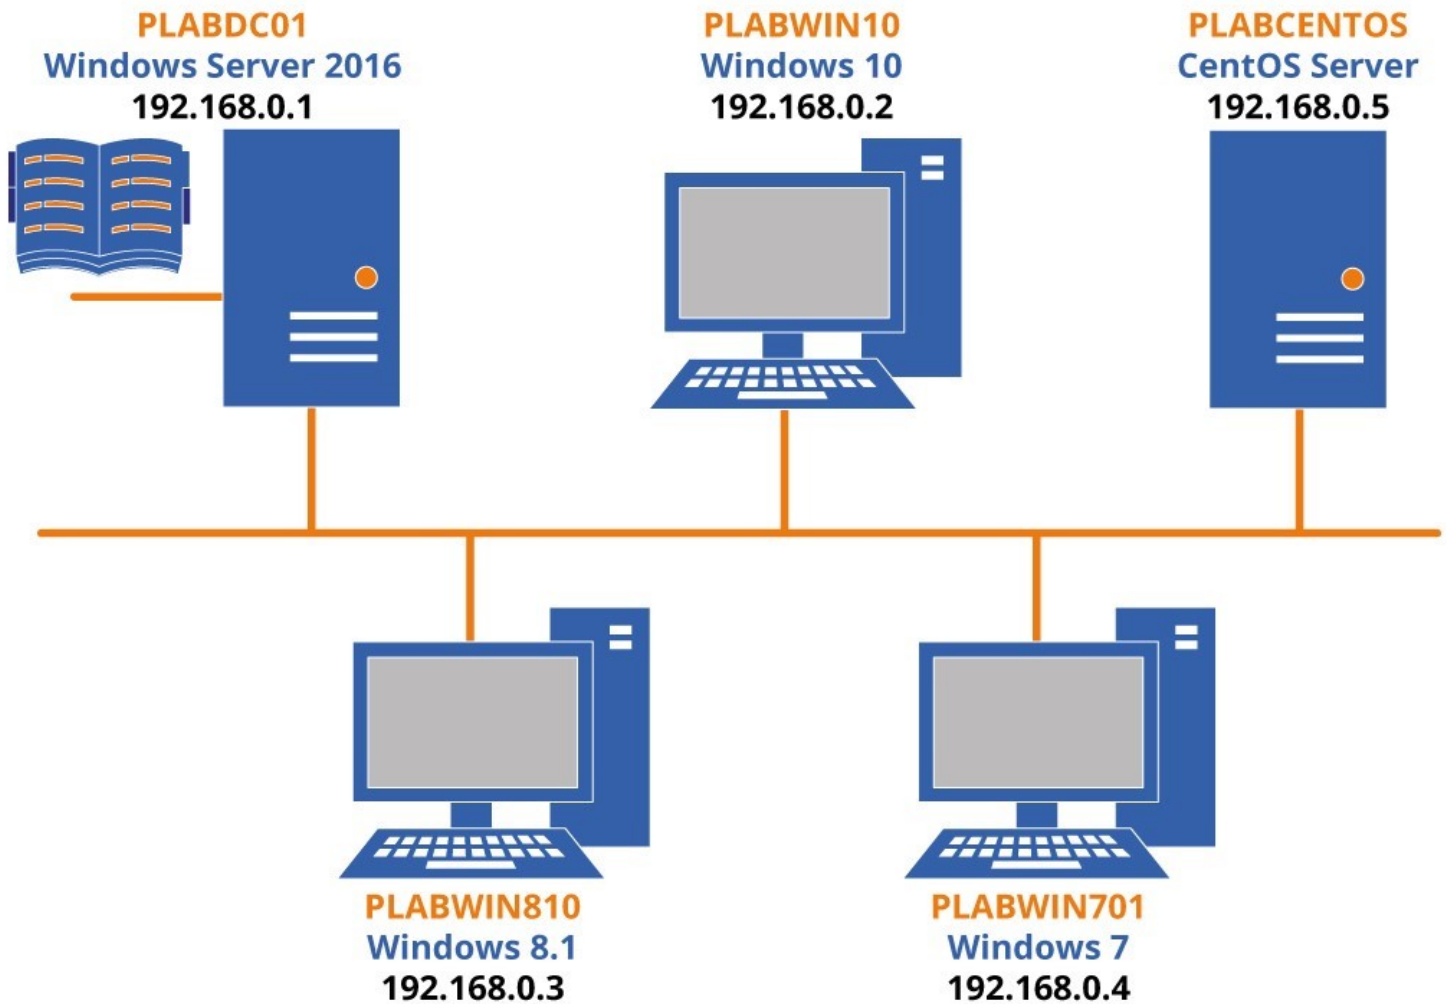 PLABDC01
Windows Server 2016
192.168.0.1
PLABWIN10
Windows 10
192.168.0.2
PLABCENTOS
CentOS Server
192.168.0.5
PLABWIN810
Windows 8.1
192.168.0.3
PLABWIN701
Windows 7
192.168.0.4